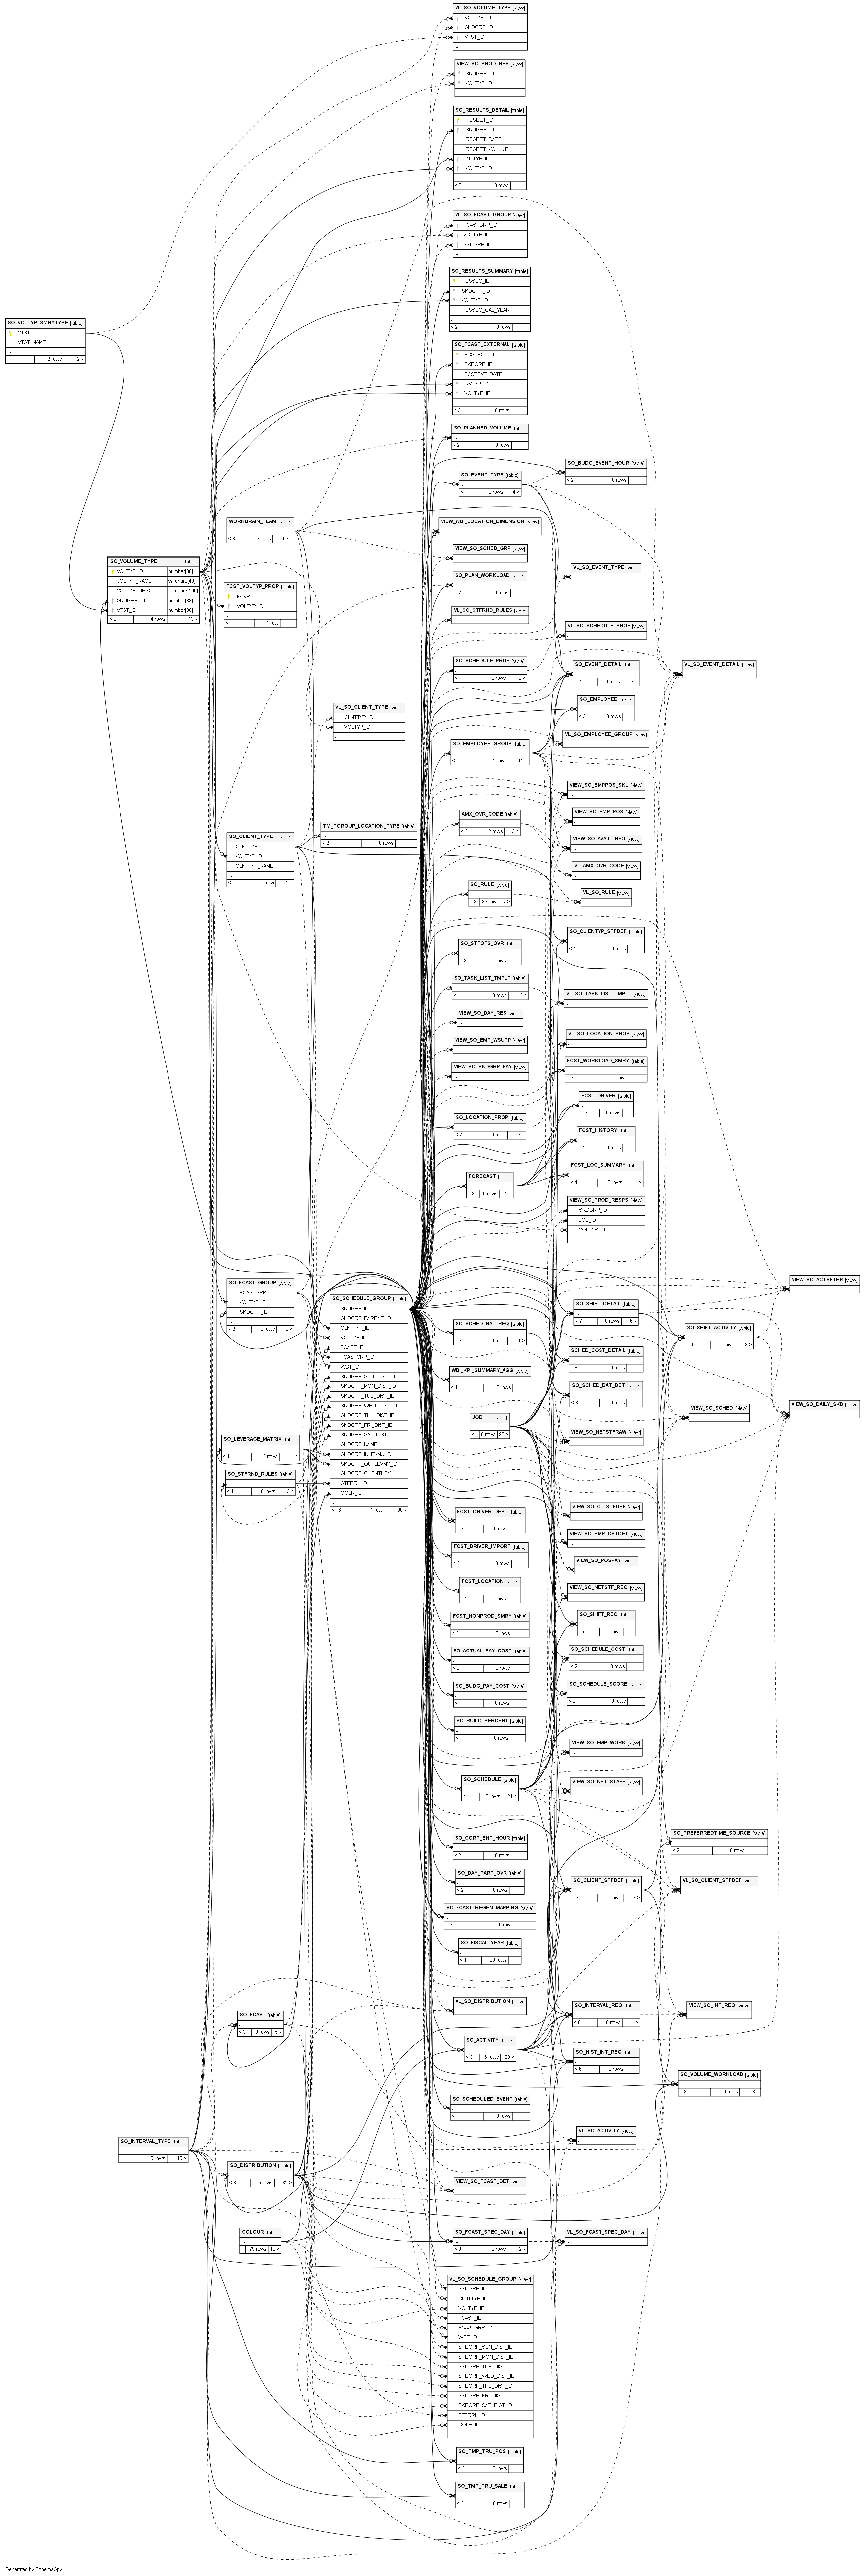 VL_SO_VOLUME_TYPE [view]
VOLTYP_ID
SKDGRP_ID
VTST_ID
VIEW_SO_PROD_RES [view]
SKDGRP_ID
VOLTYP_ID
SO_RESULTS_DETAIL [table]
RESDET_ID
SKDGRP_ID
RESDET_DATE
RESDET_VOLUME
INVTYP_ID
VOLTYP_ID
< 3 0 rows
VL_SO_FCAST_GROUP [view]
FCASTGRP_ID
VOLTYP_ID
SKDGRP_ID
SO_RESULTS_SUMMARY [table]
RESSUM_ID
SKDGRP_ID
VOLTYP_ID
RESSUM_CAL_YEAR
< 2 0 rows
SO_VOLTYP_SMRYTYPE [table]
VTST_ID
VTST_NAME
2 rows 2 >
SO_FCAST_EXTERNAL [table]
FCSTEXT_ID
SKDGRP_ID
FCSTEXT_DATE
INVTYP_ID
VOLTYP_ID
< 3 0 rows
SO_PLANNED_VOLUME [table]
< 2 0 rows
SO_BUDG_EVENT_HOUR [table]
< 2 0 rows
SO_EVENT_TYPE [table]
< 1 0 rows 4 >
WORKBRAIN_TEAM [table]
< 3 3 rows 108 >
VIEW_WBI_LOCATION_DIMENSION [view]
VIEW_SO_SCHED_GRP [view]
SO_VOLUME_TYPE [table]
VOLTYP_ID number[38]
VOLTYP_NAME varchar2[40]
VOLTYP_DESC varchar2[100]
SKDGRP_ID number[38]
VTST_ID number[38]
< 2 4 rows 13 >
VL_SO_EVENT_TYPE [view]
SO_PLAN_WORKLOAD [table]
< 2 0 rows
FCST_VOLTYP_PROP [table]
FCVP_ID
VOLTYP_ID
< 1 1 row
VL_SO_STFRND_RULES [view]
VL_SO_SCHEDULE_PROF [view]
SO_SCHEDULE_PROF [table]
< 1 0 rows 2 >
SO_EVENT_DETAIL [table]
< 7 0 rows 2 >
VL_SO_EVENT_DETAIL [view]
SO_EMPLOYEE [table]
< 3 0 rows
VL_SO_CLIENT_TYPE [view]
CLNTTYP_ID
VOLTYP_ID
VL_SO_EMPLOYEE_GROUP [view]
SO_EMPLOYEE_GROUP [table]
< 2 1 row 11 >
VIEW_SO_EMPPOS_SKL [view]
AMX_OVR_CODE [table]
< 2 2 rows 3 >
VIEW_SO_EMP_POS [view]
TM_TGROUP_LOCATION_TYPE [table]
< 2 0 rows
SO_CLIENT_TYPE [table]
CLNTTYP_ID
VOLTYP_ID
CLNTTYP_NAME
< 1 1 row 5 >
VIEW_SO_AVAIL_INFO [view]
VL_AMX_OVR_CODE [view]
SO_RULE [table]
< 3 33 rows 2 >
VL_SO_RULE [view]
SO_CLIENTYP_STFDEF [table]
< 4 0 rows
SO_STFOFS_OVR [table]
< 3 0 rows
SO_TASK_LIST_TMPLT [table]
< 1 0 rows 2 >
VL_SO_TASK_LIST_TMPLT [view]
VIEW_SO_DAY_RES [view]
VIEW_SO_EMP_WSUPP [view]
VL_SO_LOCATION_PROP [view]
VIEW_SO_SKDGRP_PAY [view]
FCST_WORKLOAD_SMRY [table]
< 2 0 rows
FCST_DRIVER [table]
< 2 0 rows
SO_LOCATION_PROP [table]
< 2 0 rows 2 >
FCST_HISTORY [table]
< 5 0 rows
FCST_LOC_SUMMARY [table]
< 4 0 rows 1 >
FORECAST [table]
< 8 0 rows 11 >
VIEW_SO_PROD_RESPS [view]
SKDGRP_ID
JOB_ID
VOLTYP_ID
SO_FCAST_GROUP [table]
FCASTGRP_ID
VOLTYP_ID
SKDGRP_ID
< 2 0 rows 3 >
VIEW_SO_ACTSFTHR [view]
SO_SCHEDULE_GROUP [table]
SKDGRP_ID
SKDGRP_PARENT_ID
CLNTTYP_ID
VOLTYP_ID
FCAST_ID
FCASTGRP_ID
WBT_ID
SKDGRP_SUN_DIST_ID
SKDGRP_MON_DIST_ID
SKDGRP_TUE_DIST_ID
SKDGRP_WED_DIST_ID
SKDGRP_THU_DIST_ID
SKDGRP_FRI_DIST_ID
SKDGRP_SAT_DIST_ID
SKDGRP_NAME
SKDGRP_INLEVMX_ID
SKDGRP_OUTLEVMX_ID
SKDGRP_CLIENTKEY
STFRRL_ID
COLR_ID
< 16 1 row 100 >
SO_SHIFT_DETAIL [table]
< 7 0 rows 6 >
SO_SCHED_BAT_REQ [table]
< 2 0 rows 1 >
SO_SHIFT_ACTIVITY [table]
< 4 0 rows 3 >
SCHED_COST_DETAIL [table]
< 8 0 rows
WBI_KPI_SUMMARY_AGG [table]
< 1 0 rows
SO_SCHED_BAT_DET [table]
< 3 0 rows
VIEW_SO_SCHED [view]
VIEW_SO_DAILY_SKD [view]
JOB [table]
< 1 6 rows 83 >
VIEW_SO_NETSTFRAW [view]
SO_LEVERAGE_MATRIX [table]
< 1 0 rows 4 >
SO_STFRND_RULES [table]
< 1 0 rows 3 >
FCST_DRIVER_DEPT [table]
< 2 0 rows
VIEW_SO_CL_STFDEF [view]
VIEW_SO_EMP_CSTDET [view]
FCST_DRIVER_IMPORT [table]
< 2 0 rows
VIEW_SO_POSPAY [view]
FCST_LOCATION [table]
< 2 0 rows
VIEW_SO_NETSTF_REQ [view]
FCST_NONPROD_SMRY [table]
< 2 0 rows
SO_SHIFT_REQ [table]
< 5 0 rows
SO_ACTUAL_PAY_COST [table]
< 2 0 rows
SO_SCHEDULE_COST [table]
< 2 0 rows
SO_BUDG_PAY_COST [table]
< 1 0 rows
SO_SCHEDULE_SCORE [table]
< 2 0 rows
SO_BUILD_PERCENT [table]
< 1 0 rows
VIEW_SO_EMP_WORK [view]
SO_SCHEDULE [table]
< 1 0 rows 21 >
VIEW_SO_NET_STAFF [view]
SO_PREFERREDTIME_SOURCE [table]
< 2 0 rows
SO_CORP_ENT_HOUR [table]
< 2 0 rows
SO_DAY_PART_OVR [table]
< 2 0 rows
SO_CLIENT_STFDEF [table]
< 8 0 rows 7 >
VL_SO_CLIENT_STFDEF [view]
SO_FCAST_REGEN_MAPPING [table]
< 3 0 rows
SO_FISCAL_YEAR [table]
< 1 29 rows
VL_SO_DISTRIBUTION [view]
SO_INTERVAL_REQ [table]
< 8 0 rows 1 >
VIEW_SO_INT_REQ [view]
SO_FCAST [table]
< 3 0 rows 5 >
SO_ACTIVITY [table]
< 3 8 rows 33 >
SO_HIST_INT_REQ [table]
< 6 0 rows
SO_VOLUME_WORKLOAD [table]
< 3 0 rows 3 >
SO_SCHEDULED_EVENT [table]
< 1 0 rows
VL_SO_ACTIVITY [view]
SO_INTERVAL_TYPE [table]
5 rows 15 >
SO_DISTRIBUTION [table]
< 3 5 rows 32 >
VIEW_SO_FCAST_DET [view]
COLOUR [table]
179 rows 18 >
SO_FCAST_SPEC_DAY [table]
< 3 0 rows 2 >
VL_SO_FCAST_SPEC_DAY [view]
VL_SO_SCHEDULE_GROUP [view]
SKDGRP_ID
CLNTTYP_ID
VOLTYP_ID
FCAST_ID
FCASTGRP_ID
WBT_ID
SKDGRP_SUN_DIST_ID
SKDGRP_MON_DIST_ID
SKDGRP_TUE_DIST_ID
SKDGRP_WED_DIST_ID
SKDGRP_THU_DIST_ID
SKDGRP_FRI_DIST_ID
SKDGRP_SAT_DIST_ID
STFRRL_ID
COLR_ID
SO_TMP_TRU_POS [table]
< 2 0 rows
SO_TMP_TRU_SALE [table]
< 2 0 rows
Generated by SchemaSpy